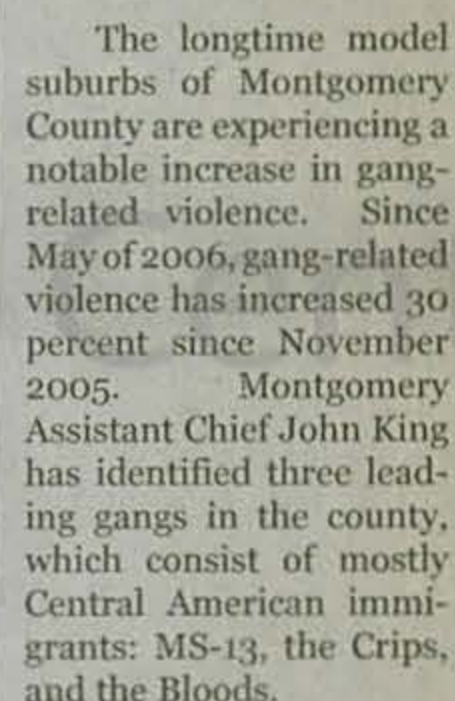 The longtime model
suburbs of Montgomery
County are experiencing a
notable increase in gang-
related violence. Since
May of 2006, gang-related
violence has increased 30
percent since November
2005. Montgomery
Assistant Chief John King
has identified three lead-
ing gangs in the county,
which consist of mostly
Central American immi-
grants: MS-13, the Crips,
and the Bloods.